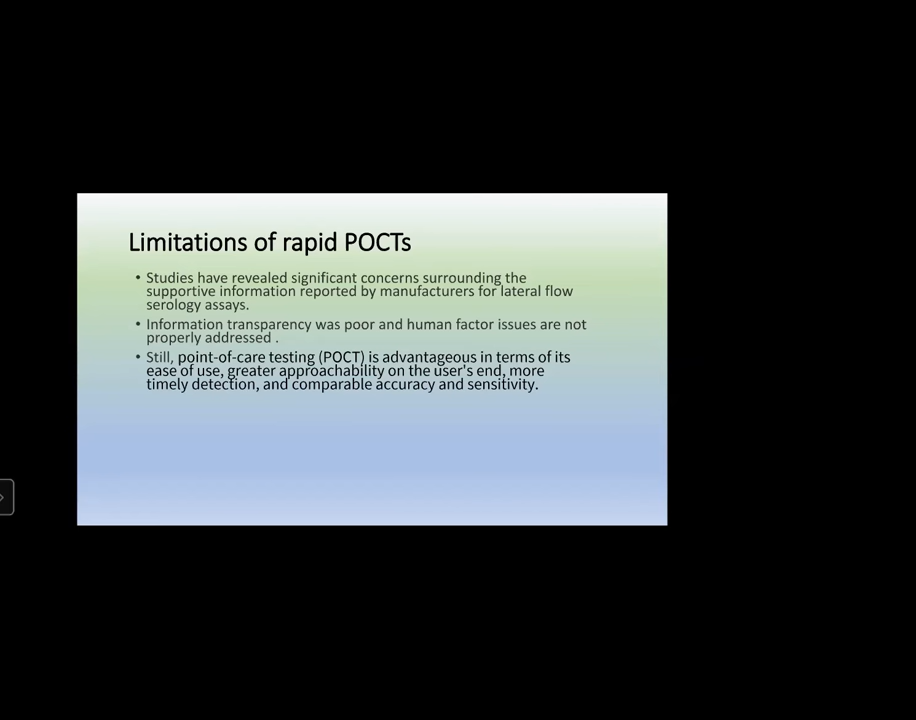 Limitations of rapid POCTs
• Studies have revealed significant concerns surrounding the
supportive information reported by manufacturers for lateral flow
serology assays.
• Information transparency was poor and human factor issues are not
properly addressed .
• Still, point-of-care testing (POCT) is advantageous in terms of its
ease of use, greater approachability on the user's end, more
timely detection, and comparable accuracy and sensitivity.